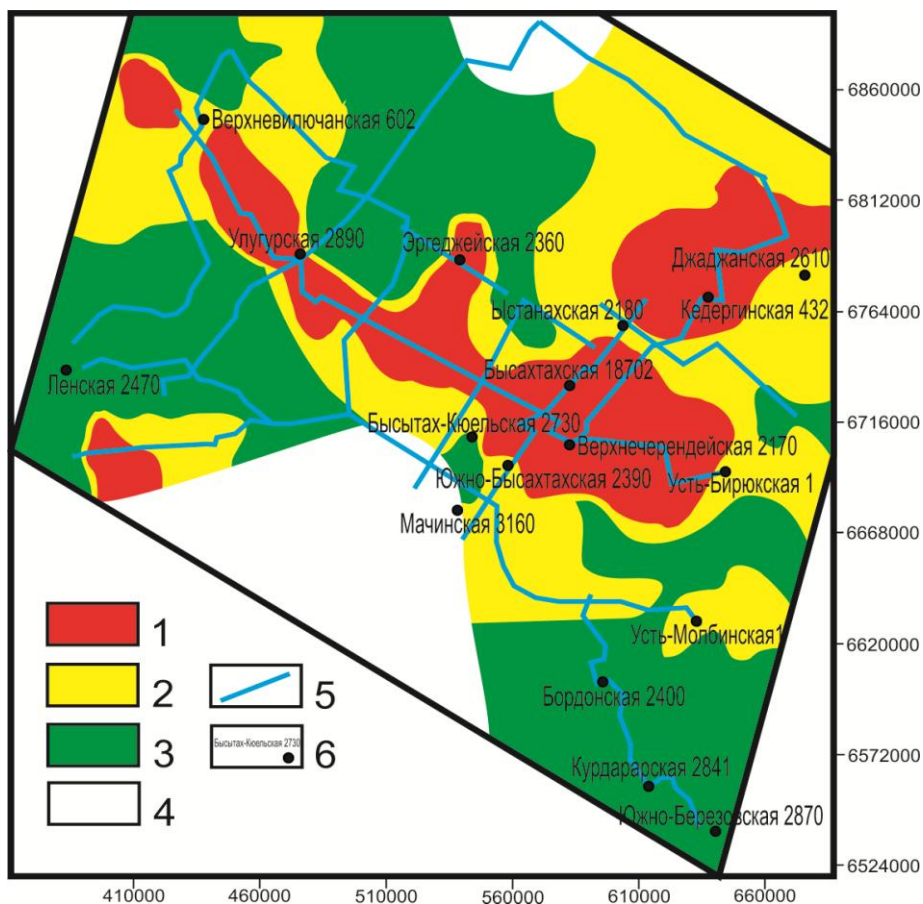 6860000
Верхневилючанская 602
6812000
Улугурская 2890
Эргеджейская 2360
Джаджанская 2610
Ыстанахская 2180
Кедергинская 432
6764000
Бысахтахская 18702
Ленская 2470
Бысытах-Кюельская 2730
6716000
Верхнечерендейская 2170
Южно-Бысахтахская 2390
Усть-Бирюкская 1
Мачинская 3160
6668000
1
Усть-Молбинская1
6620000
2
5
Бордонская 2400
3
Бысытах-Кюельская 2730
6
6572000
Курдарарская 2841
4
Южно-Березовская 2870
6524000
410000 460000 510000 560000 610000 660000